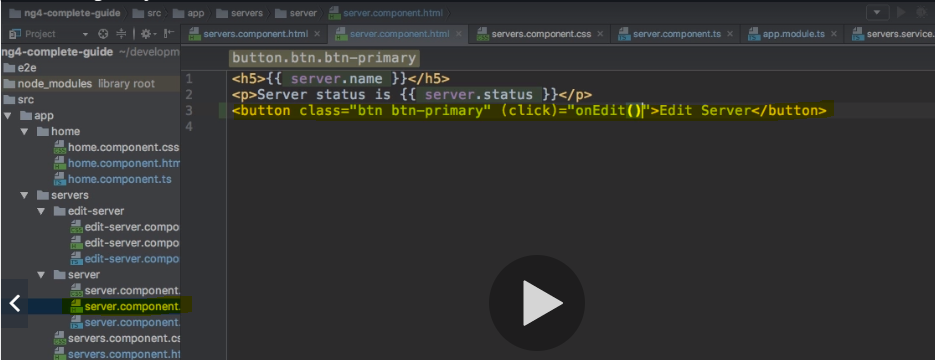 ng4-complete-guide src app servers server server.component.html
Project servers.component.html server.component.html servers.component.css server.component.ts app.module.ts servers.service.
ng4-complete-guide ~/developm
button.btn.btn-primary
e2e
node_modules library root
1 <h5>{{ server.name }}</h5>
src
2 <p>Server status is {{ server.status }}</p>
app
3 <button class="btn btn-primary" (click)="onEdit()">Edit Server</button>
home
4
home.component.css
home.component.htm
home.component.ts
servers
edit-server
edit-server.compo
edit-server.compo
edit-server.compo
server
server.component.
server.component.
server.component.
servers.component.cs
servers.component.ht